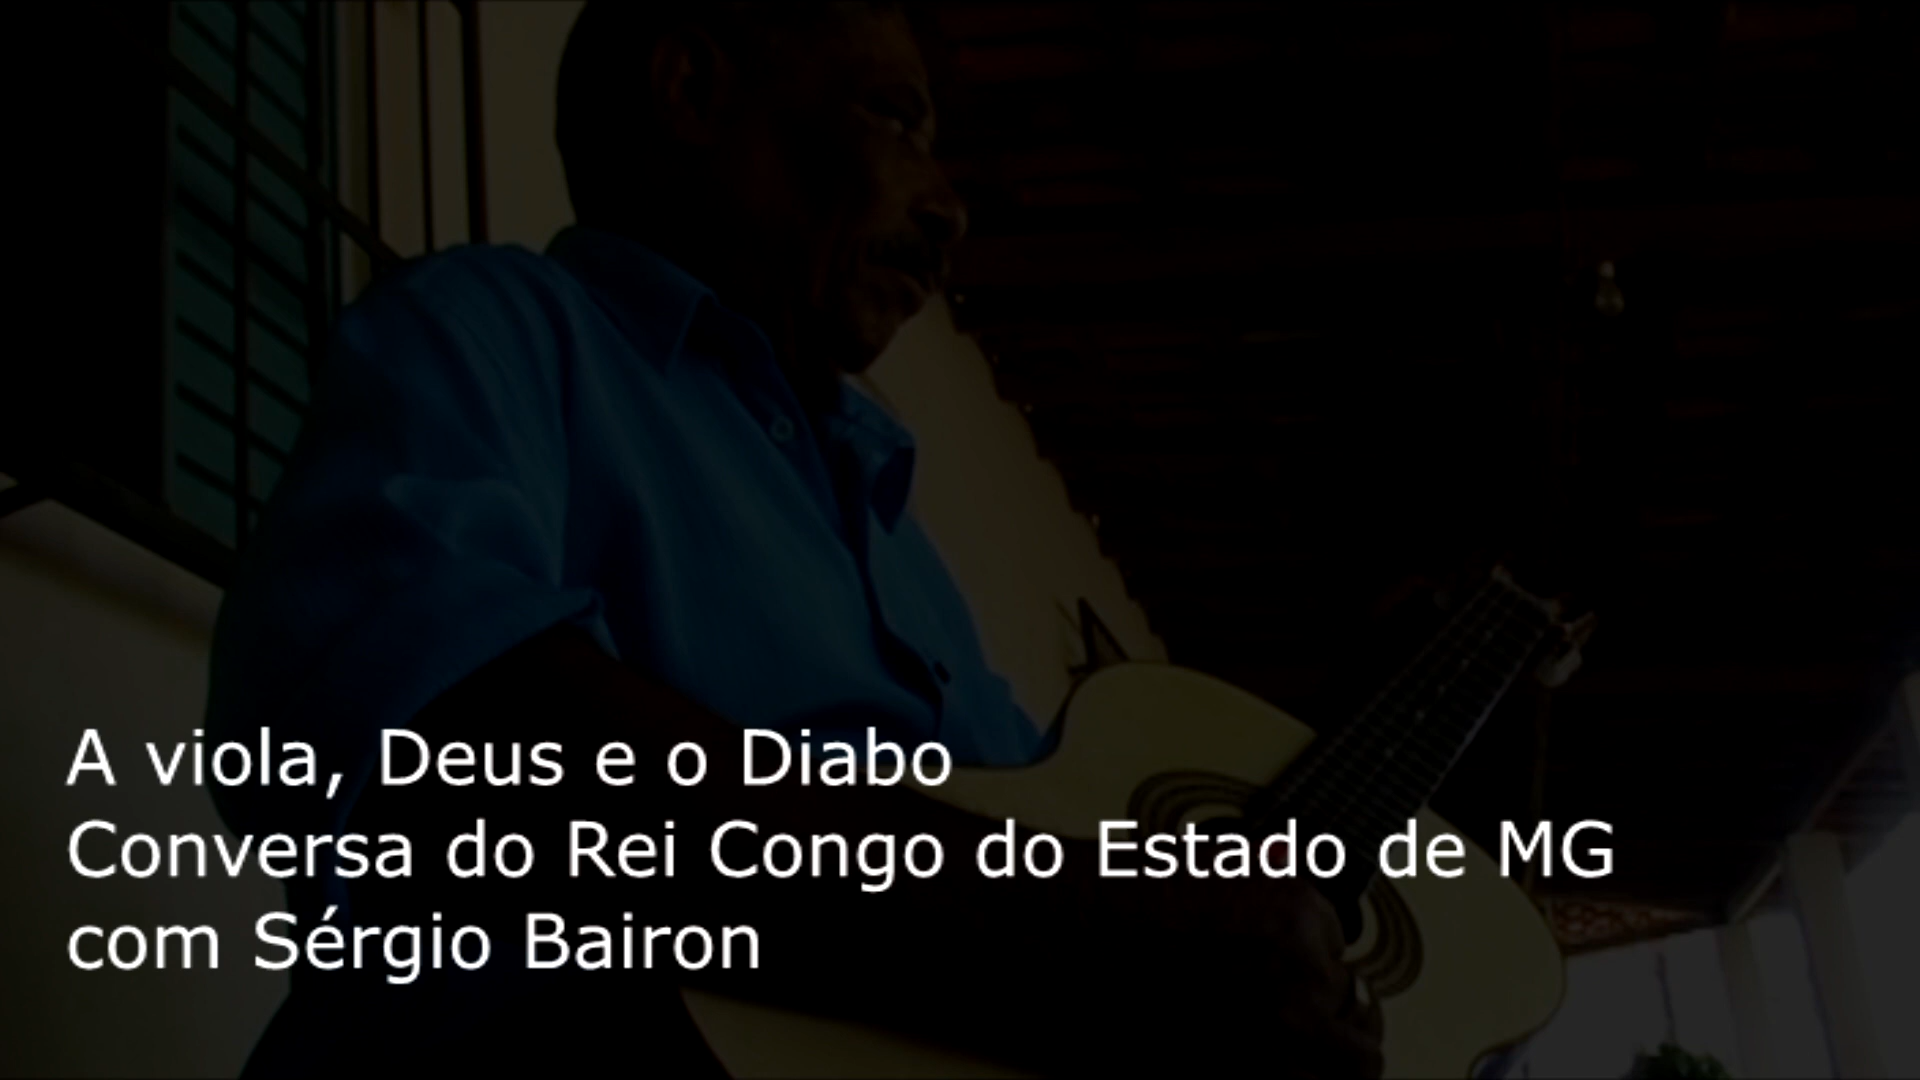 A viola, Deus e o Diabo
Conversa do Rei Congo do Estado de MG
com Sérgio Bairon